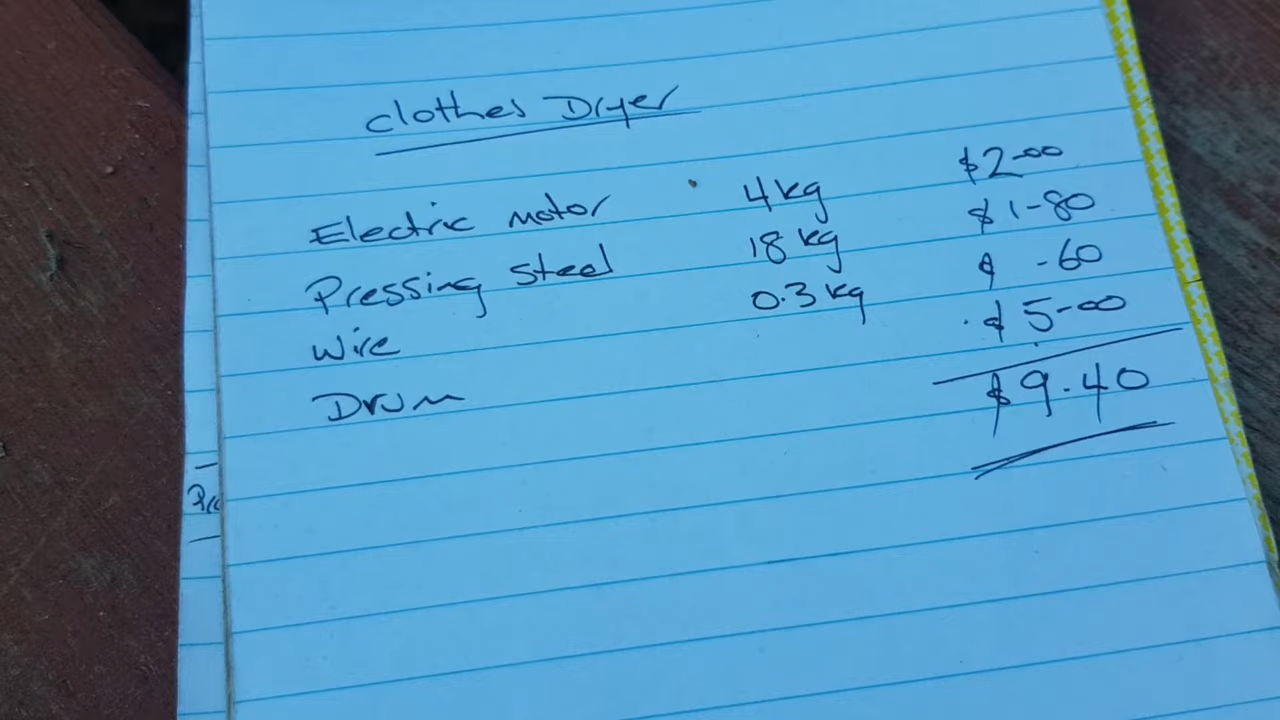 clothes Dryer
Electric motor 4kg $2-00
Pressing steel 18kg $1-80
Wire 0.3kg $ -60
Drum $5-00
$9.40